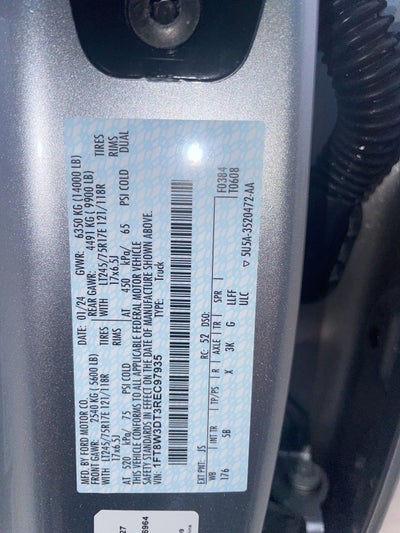 MFD. BY FORD MOTOR CO.
DATE: 01/24 GVWR: 6350 KG (14000 LB)
FRONT GAWR: 2540 KG ( 5600 LB) REAR GAWR: 4491 KG ( 9900 LB)
LT245/75R17E 121/118R TIRES WITH LT245/75R17E 121/118R TIRES
17x6.5J RIMS 17x6.5J RIMS
AT 520 kPa/ 75 PSI COLD AT 450 kPa/ 65 PSI COLD DUAL
THIS VEHICLE CONFORMS TO ALL APPLICABLE FEDERAL MOTOR VEHICLE
SAFETY STANDARDS IN EFFECT ON THE DATE OF MANUFACTURE SHOWN ABOVE.
VIN: 1FT8W3DT3REC97935
TYPE: Truck
F0384
T0608
EXT PNT: JS RC: 52 DSO:
WB INT TR TP/PS R AXLE TR SPR
176 SB X 3K G LLFF
ULC
5U5A-3520472-AA
27
6964